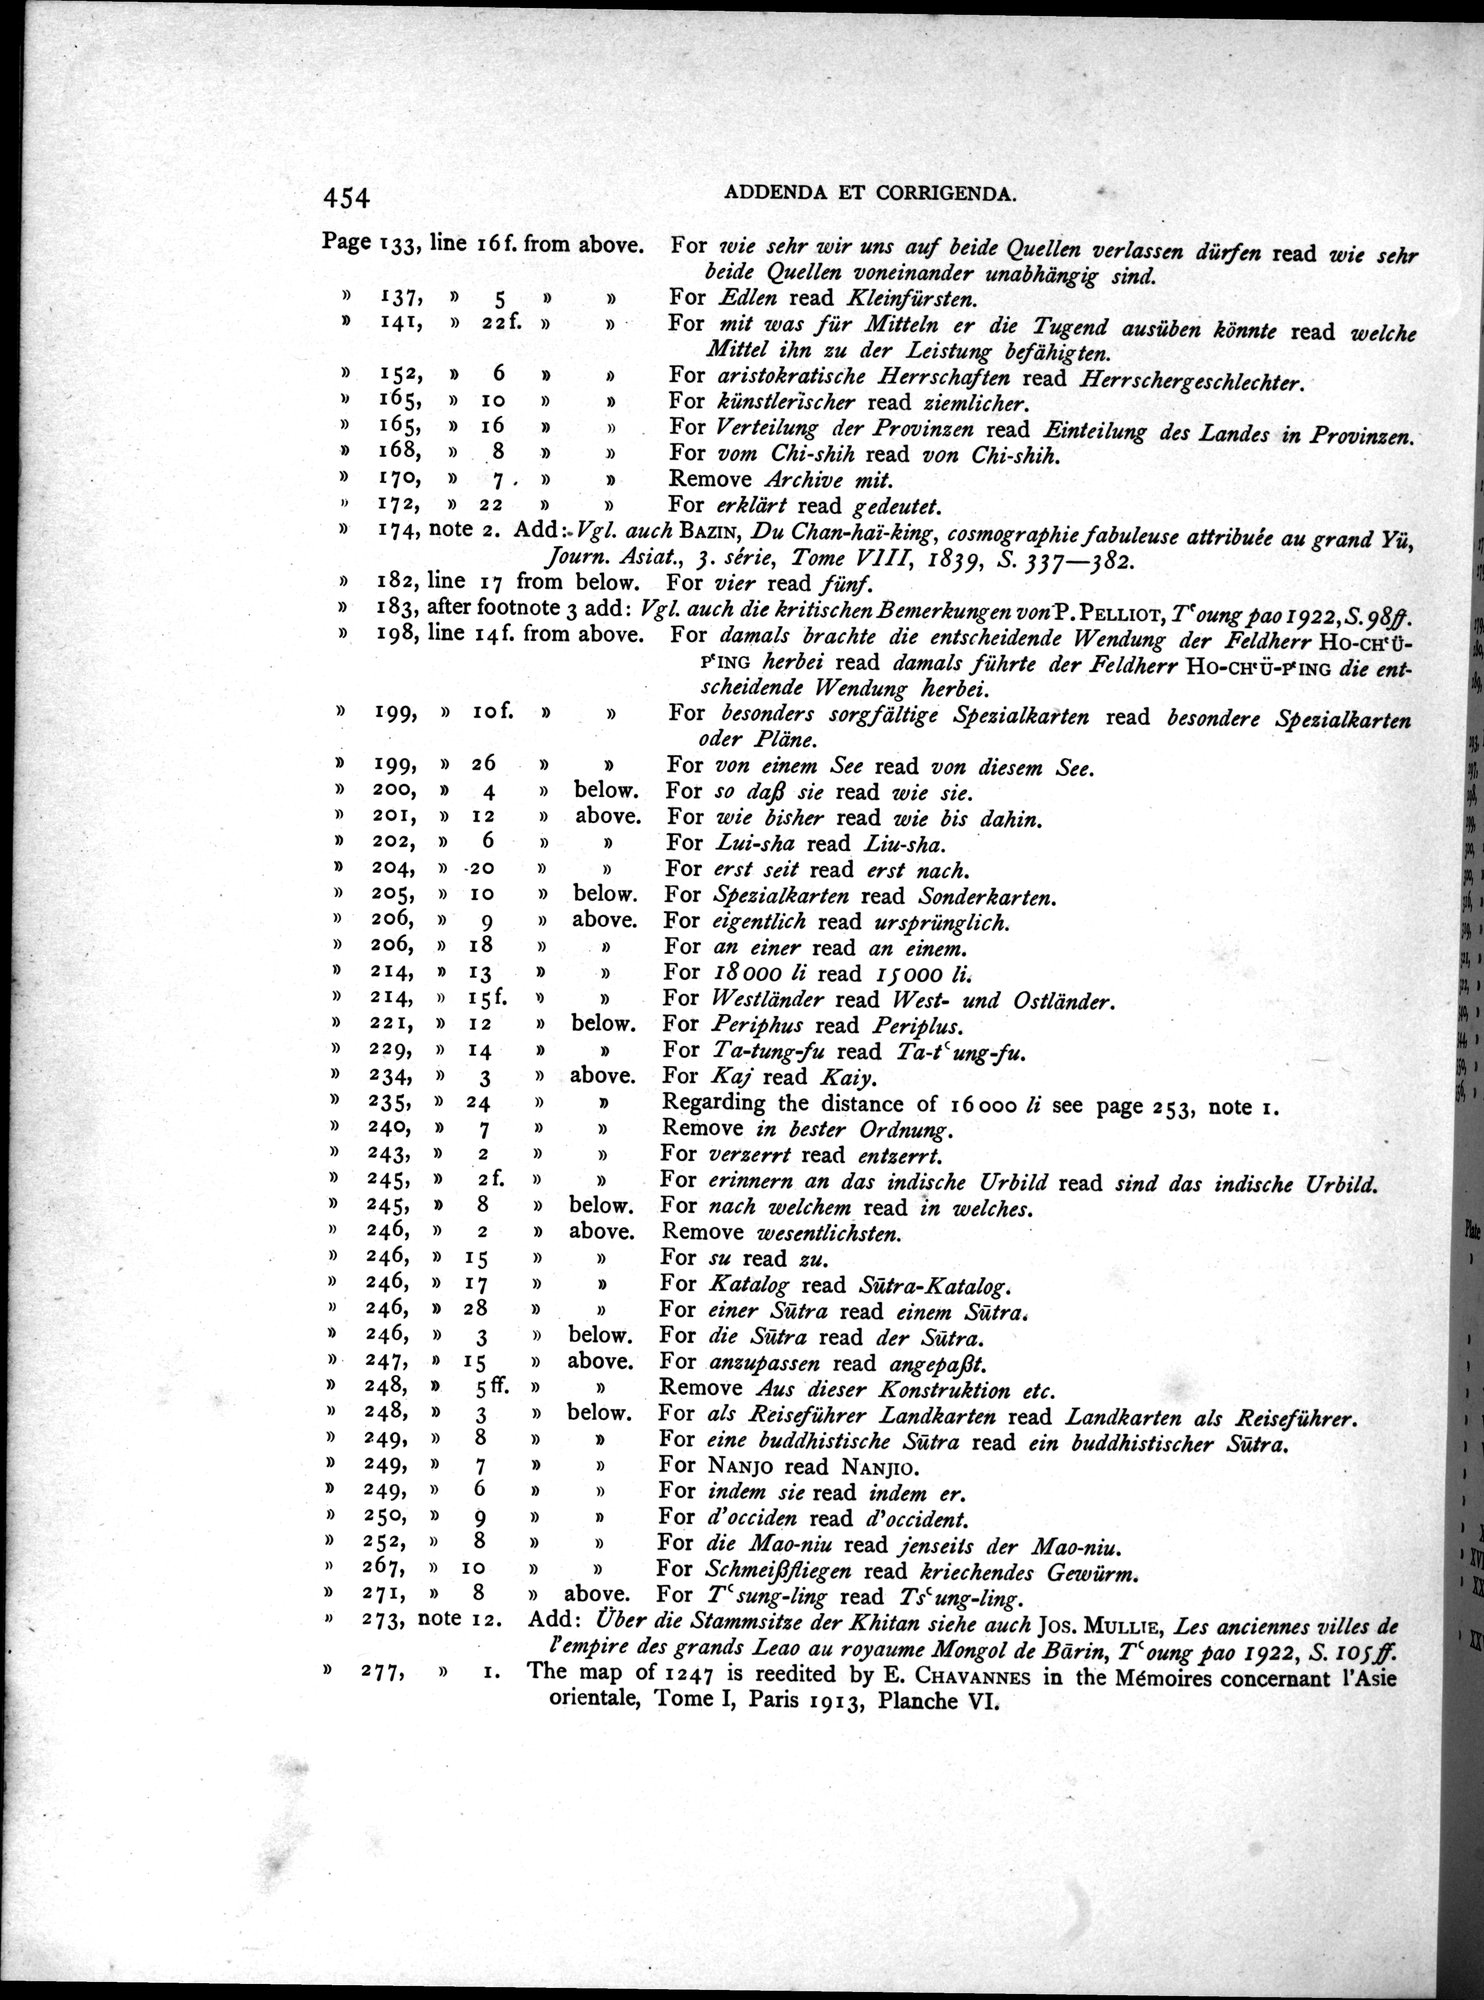 454 ADDENDA ET CORRIGENDA.
Page 133, line 16f. from above. For wie sehr wir uns auf beide Quellen verlassen dürfen read wie sehr
beide Quellen voneinander unabhängig sind.
» 137, » 5 » » For Edlen read Kleinfürsten.
» 141, » 22f. » » For mit was für Mitteln er die Tugend ausüben könnte read welche
Mittel ihn zu der Leistung befähigten.
» 152, » 6 » » For aristokratische Herrschaften read Herrschergeschlechter.
» 165, » 10 » » For künstlerischer read ziemlicher.
» 165, » 16 » » For Verteilung der Provinzen read Einteilung des Landes in Provinzen.
» 168, » 8 » » For vom Chi-shih read von Chi-shih.
» 170, » 7 » » Remove Archive mit.
» 172, » 22 » » For erklärt read gedeutet.
» 174, note 2. Add: Vgl. auch BAZIN, Du Chan-haï-king, cosmographie fabuleuse attribuée au grand Yü,
Journ. Asiat., 3. série, Tome VIII, 1839, S. 337—382.
» 182, line 17 from below. For vier read fünf.
» 183, after footnote 3 add: Vgl. auch die kritischen Bemerkungen von P. PELLIOT, Tʿoung pao 1922, S. 98ff.
» 198, line 14f. from above. For damals brachte die entscheidende Wendung der Feldherr HO-CHʿÜ-
PʿING herbei read damals führte der Feldherr HO-CHʿÜ-PʿING die ent-
scheidende Wendung herbei.
» 199, » 10f. » » For besonders sorgfältige Spezialkarten read besondere Spezialkarten
oder Pläne.
» 199, » 26 » » For von einem See read von diesem See.
» 200, » 4 » below. For so daß sie read wie sie.
» 201, » 12 » above. For wie bisher read wie bis dahin.
» 202, » 6 » » For Lui-sha read Liu-sha.
» 204, » 20 » » For erst seit read erst nach.
» 205, » 10 » below. For Spezialkarten read Sonderkarten.
» 206, » 9 » above. For eigentlich read ursprünglich.
» 206, » 18 » » For an einer read an einem.
» 214, » 13 » » For 18000 li read 15000 li.
» 214, » 15f. » » For Westländer read West- und Ostländer.
» 221, » 12 » below. For Periphus read Periplus.
» 229, » 14 » » For Ta-tung-fu read Ta-tʿung-fu.
» 234, » 3 » above. For Kaj read Kaiy.
» 235, » 24 » » Regarding the distance of 16000 li see page 253, note 1.
» 240, » 7 » » Remove in bester Ordnung.
» 243, » 2 » » For verzerrt read entzerrt.
» 245, » 2f. » » For erinnern an das indische Urbild read sind das indische Urbild.
» 245, » 8 » below. For nach welchem read in welches.
» 246, » 2 » above. Remove wesentlichsten.
» 246, » 15 » » For su read zu.
» 246, » 17 » » For Katalog read Sūtra-Katalog.
» 246, » 28 » » For einer Sūtra read einem Sūtra.
» 246, » 3 » below. For die Sūtra read der Sūtra.
» 247, » 15 » above. For anzupassen read angepaßt.
» 248, » 5ff. » » Remove Aus dieser Konstruktion etc.
» 248, » 3 » below. For als Reiseführer Landkarten read Landkarten als Reiseführer.
» 249, » 8 » » For eine buddhistische Sūtra read ein buddhistischer Sūtra.
» 249, » 7 » » For NANJO read NANJIO.
» 249, » 6 » » For indem sie read indem er.
» 250, » 9 » » For d'occiden read d'occident.
» 252, » 8 » » For die Mao-niu read jenseits der Mao-niu.
» 267, » 10 » » For Schmeißfliegen read kriechendes Gewürm.
» 271, » 8 » above. For Tʿsung-ling read Tsʿung-ling.
» 273, note 12. Add: Über die Stammsitze der Khitan siehe auch JOS. MULLIE, Les anciennes villes de
l'empire des grands Leao au royaume Mongol de Bārin, Tʿoung pao 1922, S. 105ff.
» 277, » 1. The map of 1247 is reedited by E. CHAVANNES in the Mémoires concernant l'Asie
orientale, Tome I, Paris 1913, Planche VI.